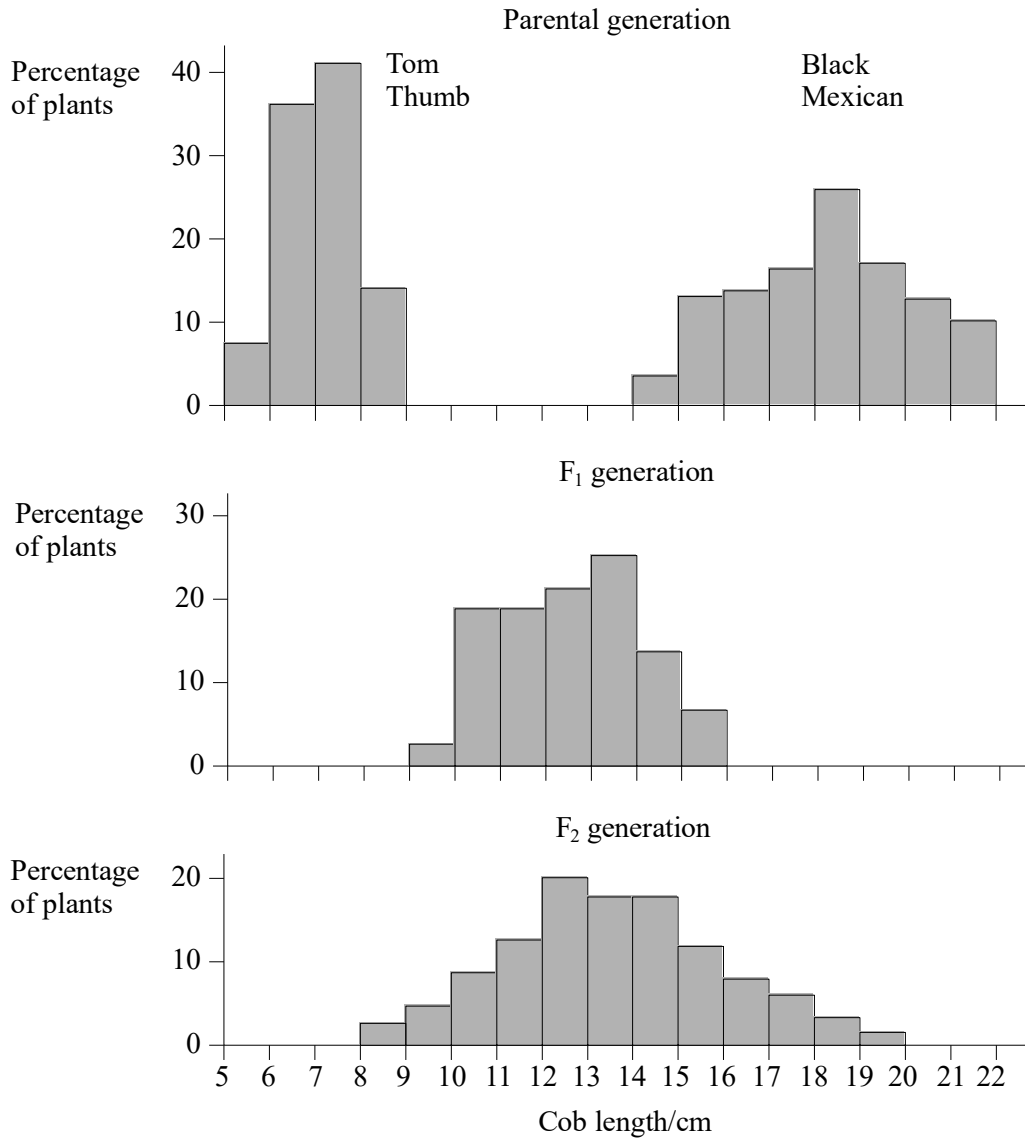 Parental generation
Percentage
of plants
40
30
20
10
0
Tom
Thumb
Black
Mexican
F₁ generation
Percentage
of plants
30
20
10
0
F₂ generation
Percentage
of plants
20
10
0
5 6 7 8 9 10 11 12 13 14 15 16 17 18 19 20 21 22
Cob length/cm